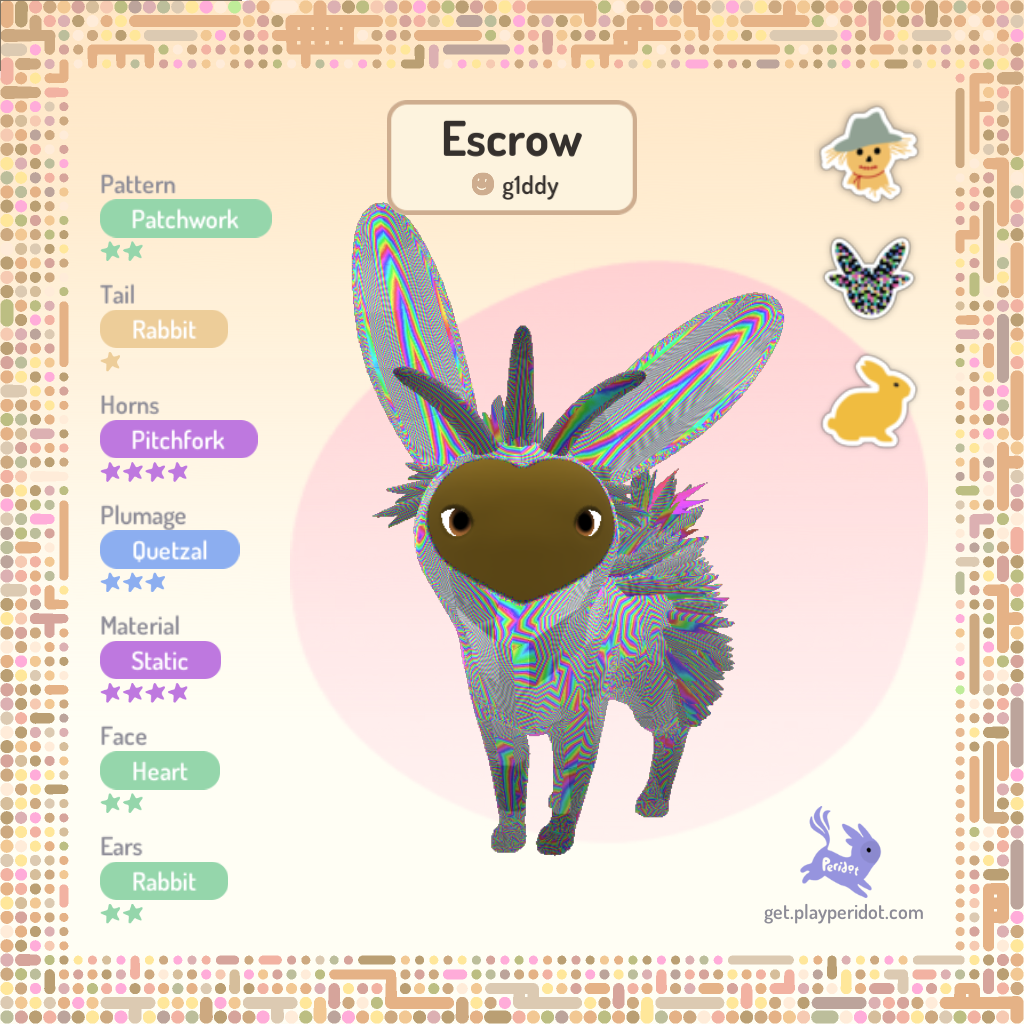 Escrow
g1ddy
Pattern
Patchwork
Tail
Rabbit
Horns
Pitchfork
Plumage
Quetzal
Material
Static
Face
Heart
Ears
Rabbit
Peridot
get.playperidot.com